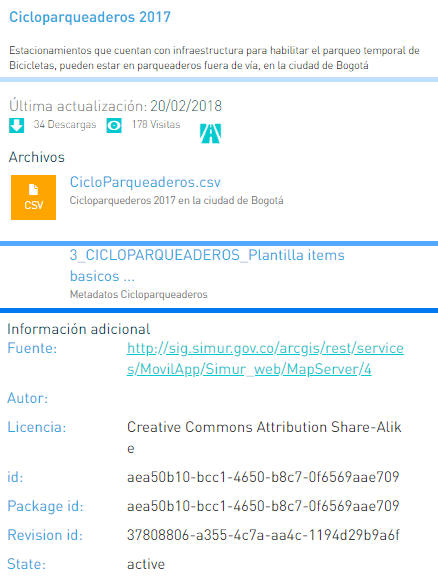 Cicloparqueaderos 2017
Estacionamientos que cuentan con infraestructura para habilitar el parqueo temporal de
Bicicletas, pueden estar en parqueaderos fuera de vía, en la ciudad de Bogotá
Última actualización: 20/02/2018
34 Descargas 178 Visitas
Archivos
CicloParqueaderos.csv
Cicloparquederos 2017 en la ciudad de Bogotá
CSV
3_CICLOPARQUEADEROS_Plantilla items
basicos ...
Metadatos Cicloparqueaderos
Información adicional
Fuente: http://sig.simur.gov.co/arcgis/rest/service
s/MovilApp/Simur_web/MapServer/4
Autor:
Licencia: Creative Commons Attribution Share-Alik
e
id: aea50b10-bcc1-4650-b8c7-0f6569aae709
Package id: aea50b10-bcc1-4650-b8c7-0f6569aae709
Revision id: 37808806-a355-4c7a-aa4c-1194d29b9a6f
State: active